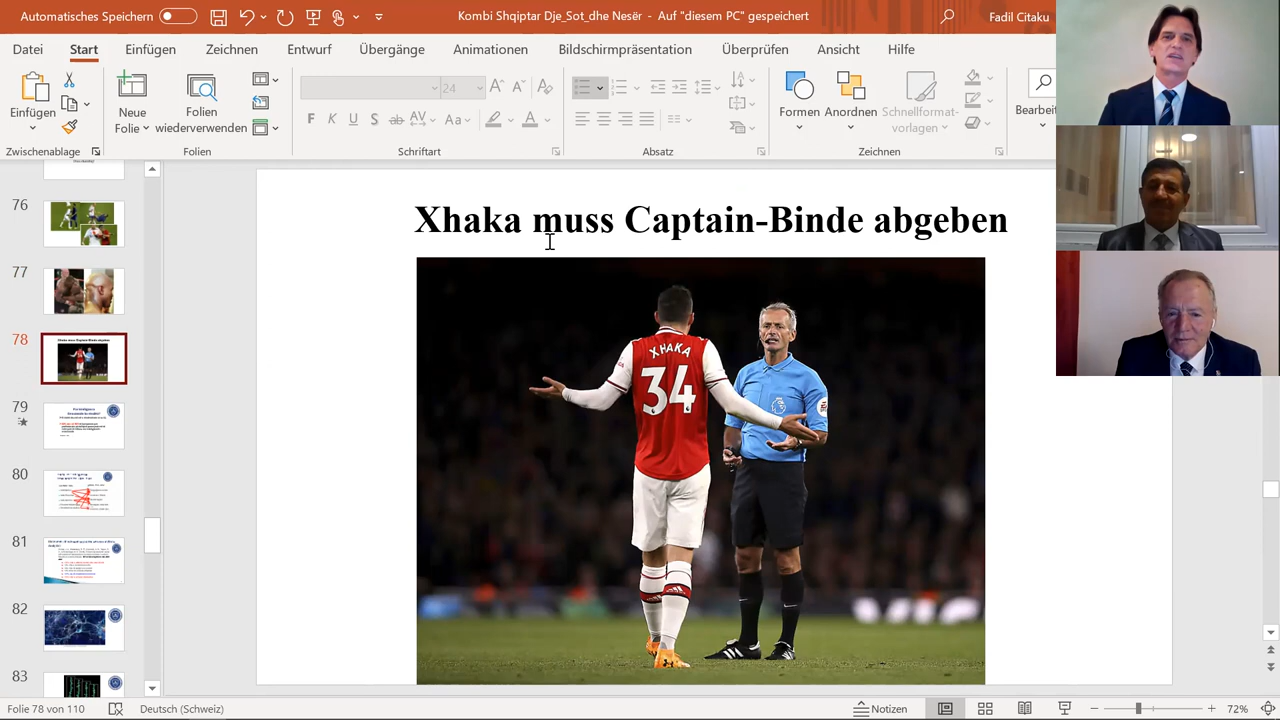 Automatisches Speichern
Kombi Shqiptar Dje_Sot_dhe Nesër - Auf "diesem PC" gespeichert
Fadil Citaku
Datei Start Einfügen Zeichnen Entwurf Übergänge Animationen Bildschirmpräsentation Überprüfen Ansicht Hilfe
Einfügen
Neue Folie
Folien wiederverwenden
Formen
Anordnen
Schnellformat-vorlagen
Bearbeit
Zwischenablage
Folien
Schriftart
Absatz
Zeichnen
76
77
78
79
80
81
82
83
Xhaka muss Captain-Binde abgeben
XHAKA
34
Folie 78 von 110
Deutsch (Schweiz)
Notizen
72%